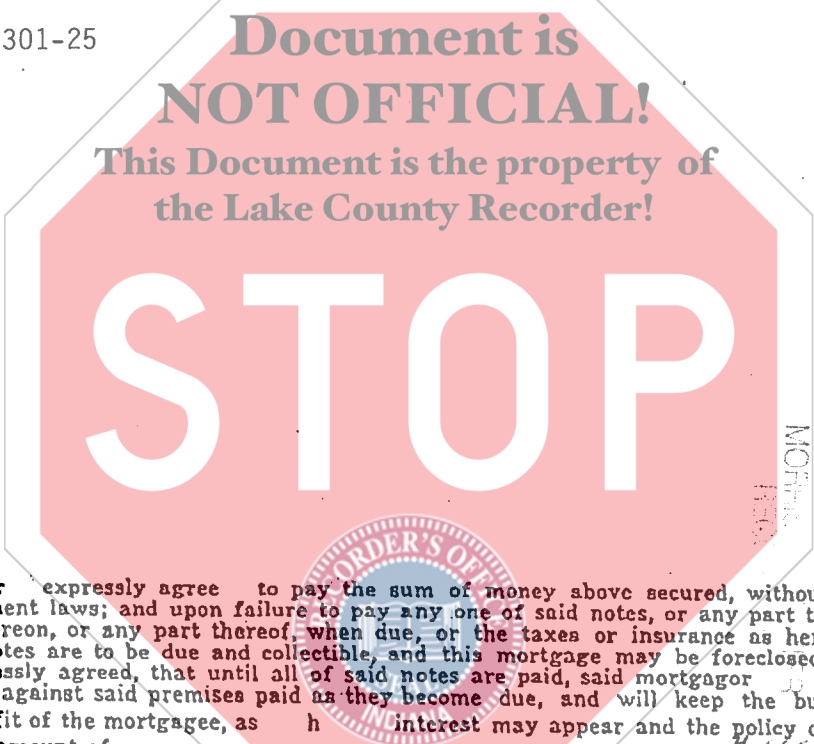 301-25
Document is
NOT OFFICIAL!
This Document is the property of
the Lake County Recorder!
STOP
RECORDER'S OFFICE
INDIANA
expressly agree to pay the sum of money above secured, withou
ent laws; and upon failure to pay any one of said notes, or any part t
reon, or any part thereof, when due, or the taxes or insurance as her
tes are to be due and collectible, and this mortgage may be foreclosed
ssly agreed, that until all of said notes are paid, said mortgagor
against said premises paid as they become due, and will keep the bu
fit of the mortgagee, as h interest may appear and the policy